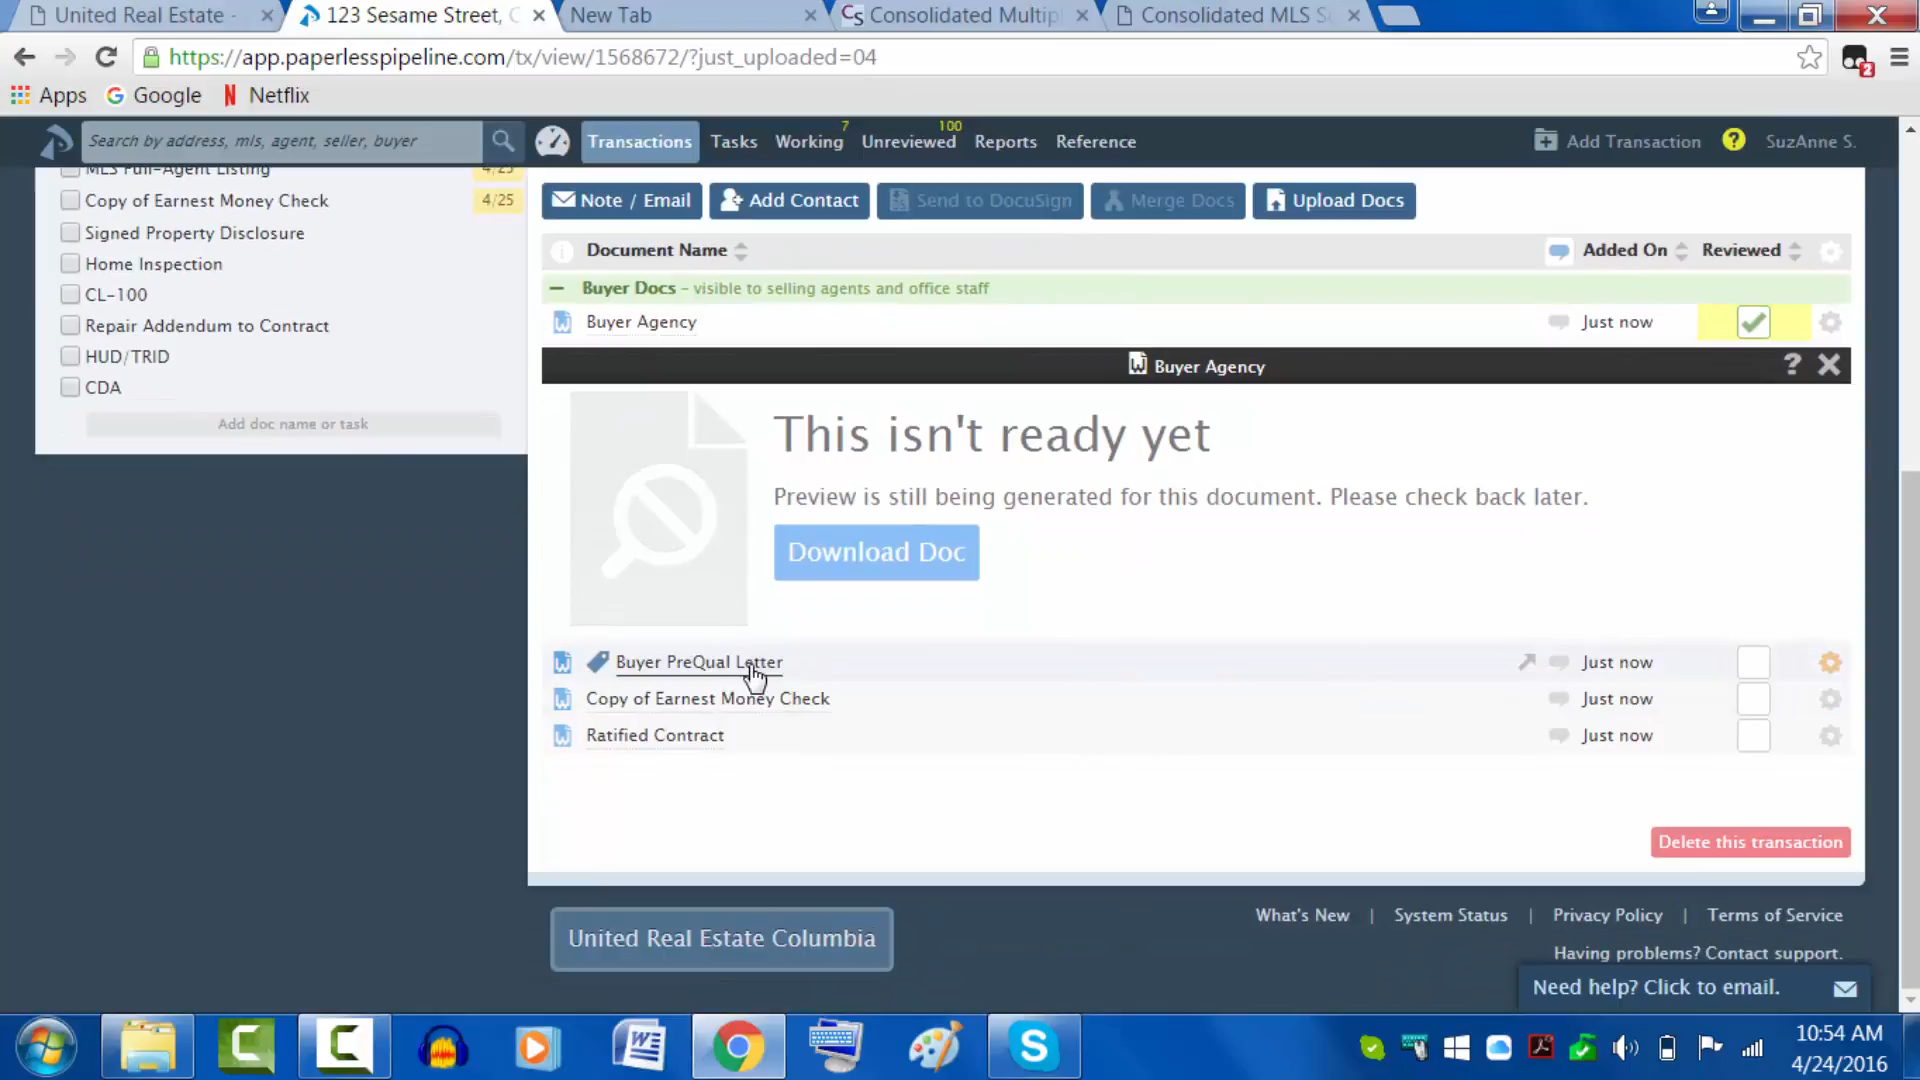 United Real Estate -
123 Sesame Street, C
New Tab
Consolidated Multip
Consolidated MLS S
https://app.paperlesspipeline.com/tx/view/1568672/?just_uploaded=04
2
Apps
Google
Netflix
Search by address, mls, agent, seller, buyer
Transactions
Tasks
Working 7
Unreviewed 100
Reports
Reference
Add Transaction
?
SuzAnne S.
MLS Full-Agent Listing 4/25
Copy of Earnest Money Check 4/25
Signed Property Disclosure
Home Inspection
CL-100
Repair Addendum to Contract
HUD/TRID
CDA
Add doc name or task
Note / Email
Add Contact
Send to DocuSign
Merge Docs
Upload Docs
Document Name
Added On
Reviewed
Buyer Docs - visible to selling agents and office staff
Buyer Agency
Just now
Buyer Agency
?
This isn't ready yet
Preview is still being generated for this document. Please check back later.
Download Doc
Buyer PreQual Letter
Just now
Copy of Earnest Money Check
Just now
Ratified Contract
Just now
Delete this transaction
United Real Estate Columbia
What's New | System Status | Privacy Policy | Terms of Service
Having problems? Contact support.
Need help? Click to email.
10:54 AM
4/24/2016